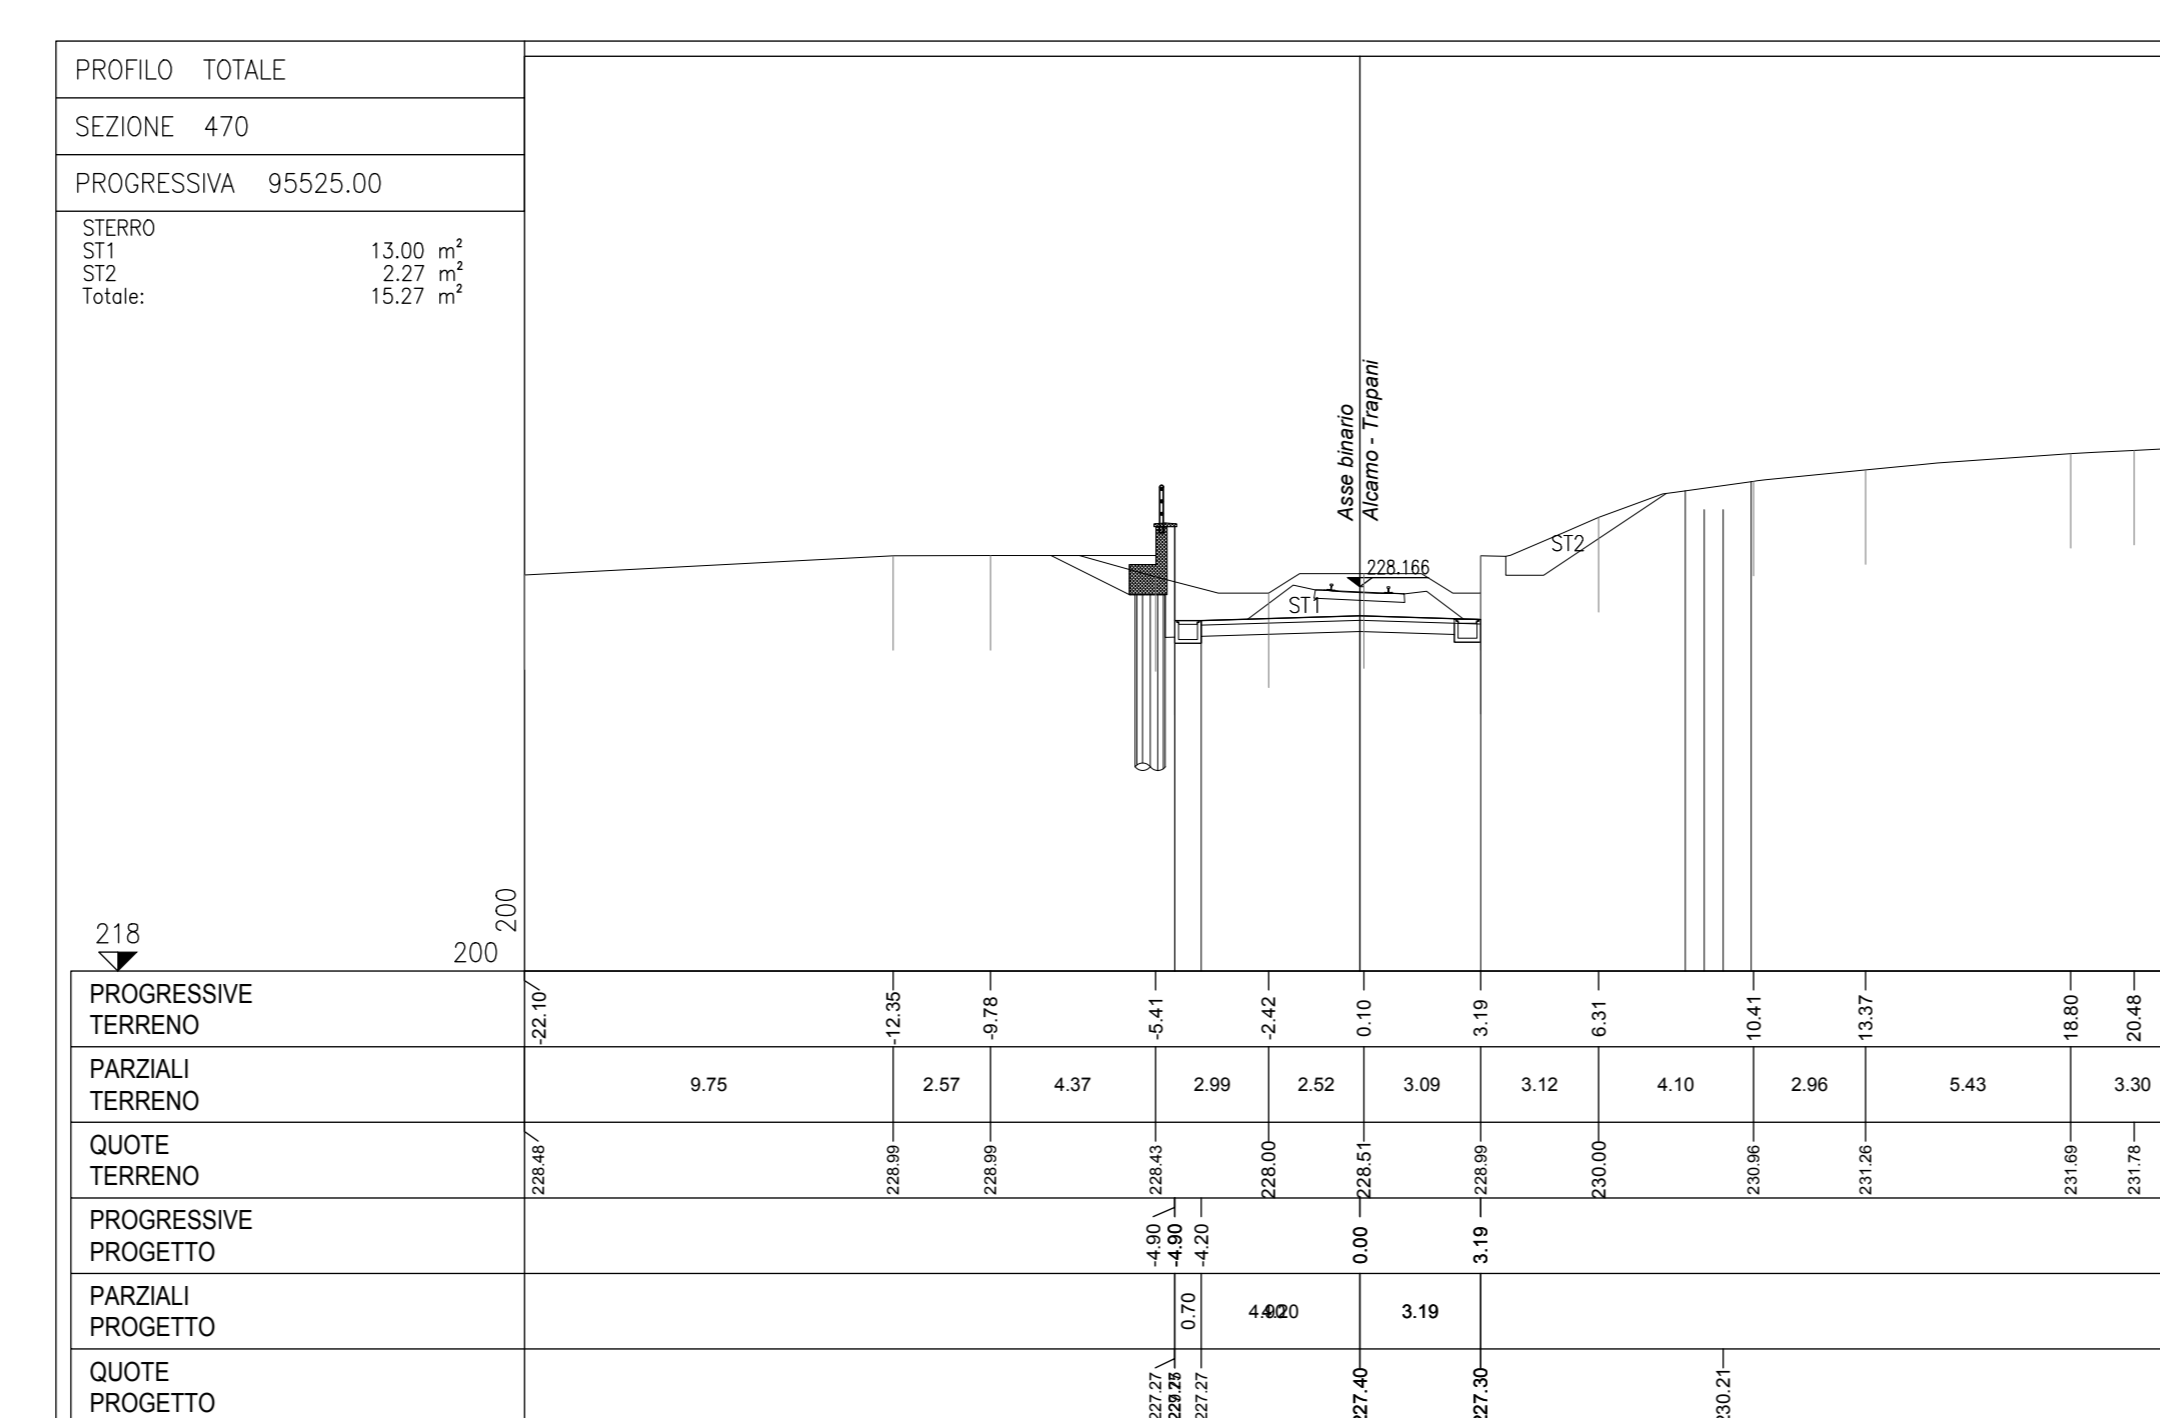 PROFILO TOTALE
SEZIONE 470
PROGRESSIVA 95525.00
STERRO
ST1 13.00 m²
ST2 2.27 m²
Totale: 15.27 m²
Asse binario
Alcamo - Trapani
228.166
ST1
ST2
218
200
200
PROGRESSIVE
TERRENO
-22.10 -12.35 -9.78 -5.41 -2.42 0.10 3.19 6.31 10.41 13.37 18.80 20.48
PARZIALI
TERRENO
9.75 2.57 4.37 2.99 2.52 3.09 3.12 4.10 2.96 5.43 3.30
QUOTE
TERRENO
228.48 228.99 228.99 228.43 228.00 228.51 228.99 230.00 230.96 231.26 231.69 231.78
PROGRESSIVE
PROGETTO
-4.90 -4.90 -4.20 0.00 3.19
PARZIALI
PROGETTO
0.70 3.19
QUOTE
PROGETTO
227.27 227.27 227.40 227.30 230.21